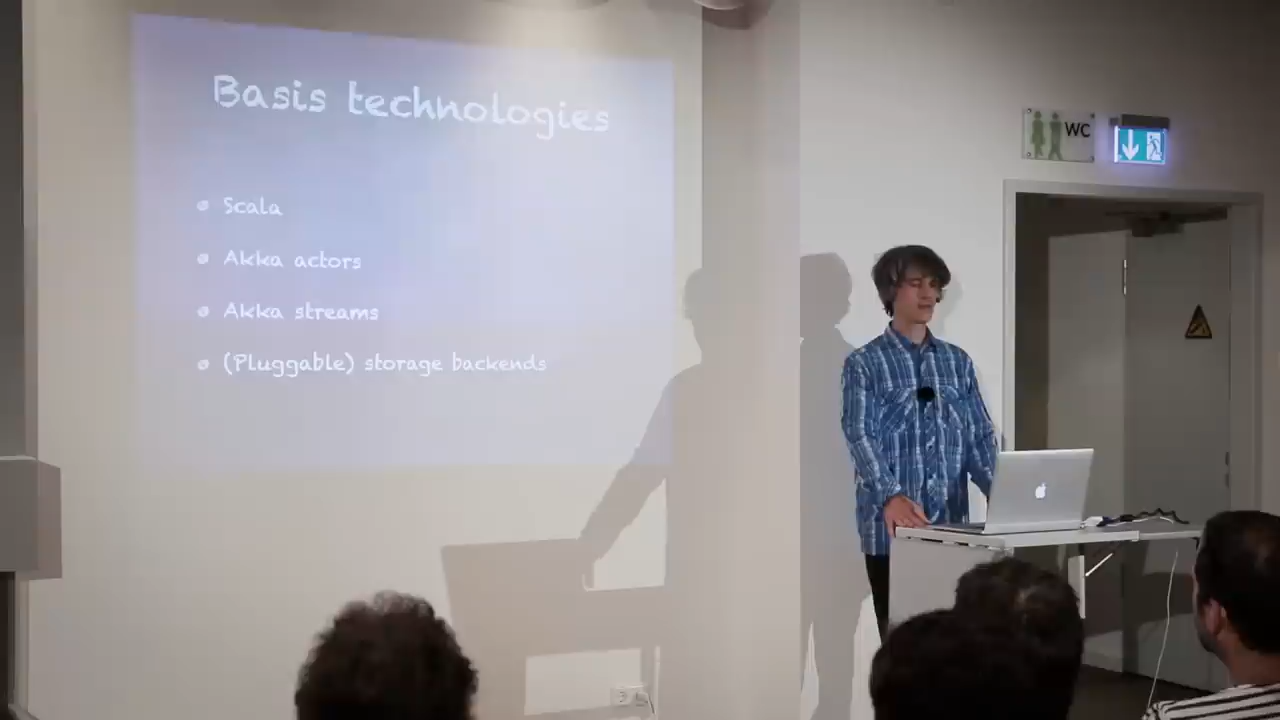 Basis technologies
Scala
Akka actors
Akka streams
(Pluggable) storage backends
WC